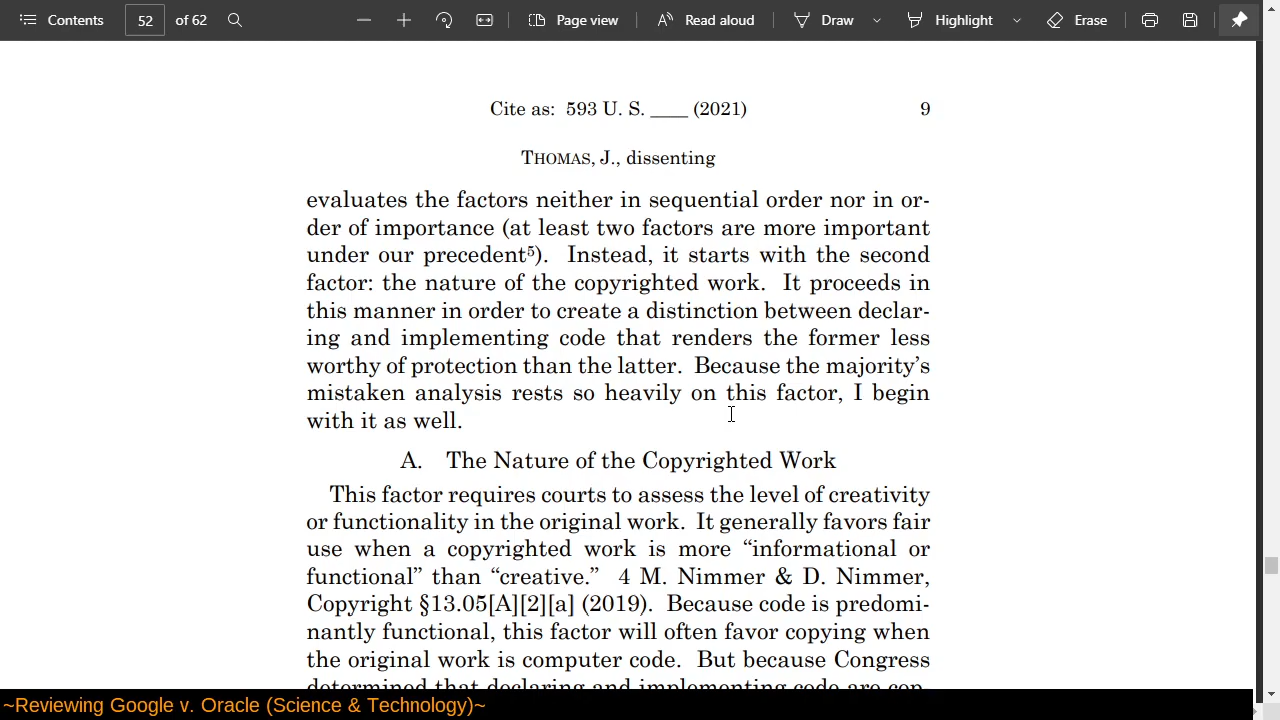 Contents 52 of 62 Page view Read aloud Draw Highlight Erase
Cite as: 593 U. S. ____ (2021) 9
THOMAS, J., dissenting
evaluates the factors neither in sequential order nor in or-
der of importance (at least two factors are more important
under our precedent5). Instead, it starts with the second
factor: the nature of the copyrighted work. It proceeds in
this manner in order to create a distinction between declar-
ing and implementing code that renders the former less
worthy of protection than the latter. Because the majority’s
mistaken analysis rests so heavily on this factor, I begin
with it as well.
A. The Nature of the Copyrighted Work
This factor requires courts to assess the level of creativity
or functionality in the original work. It generally favors fair
use when a copyrighted work is more “informational or
functional” than “creative.” 4 M. Nimmer & D. Nimmer,
Copyright §13.05[A][2][a] (2019). Because code is predomi-
nantly functional, this factor will often favor copying when
the original work is computer code. But because Congress
determined that declaring and implementing code are cop-
~Reviewing Google v. Oracle (Science & Technology)~